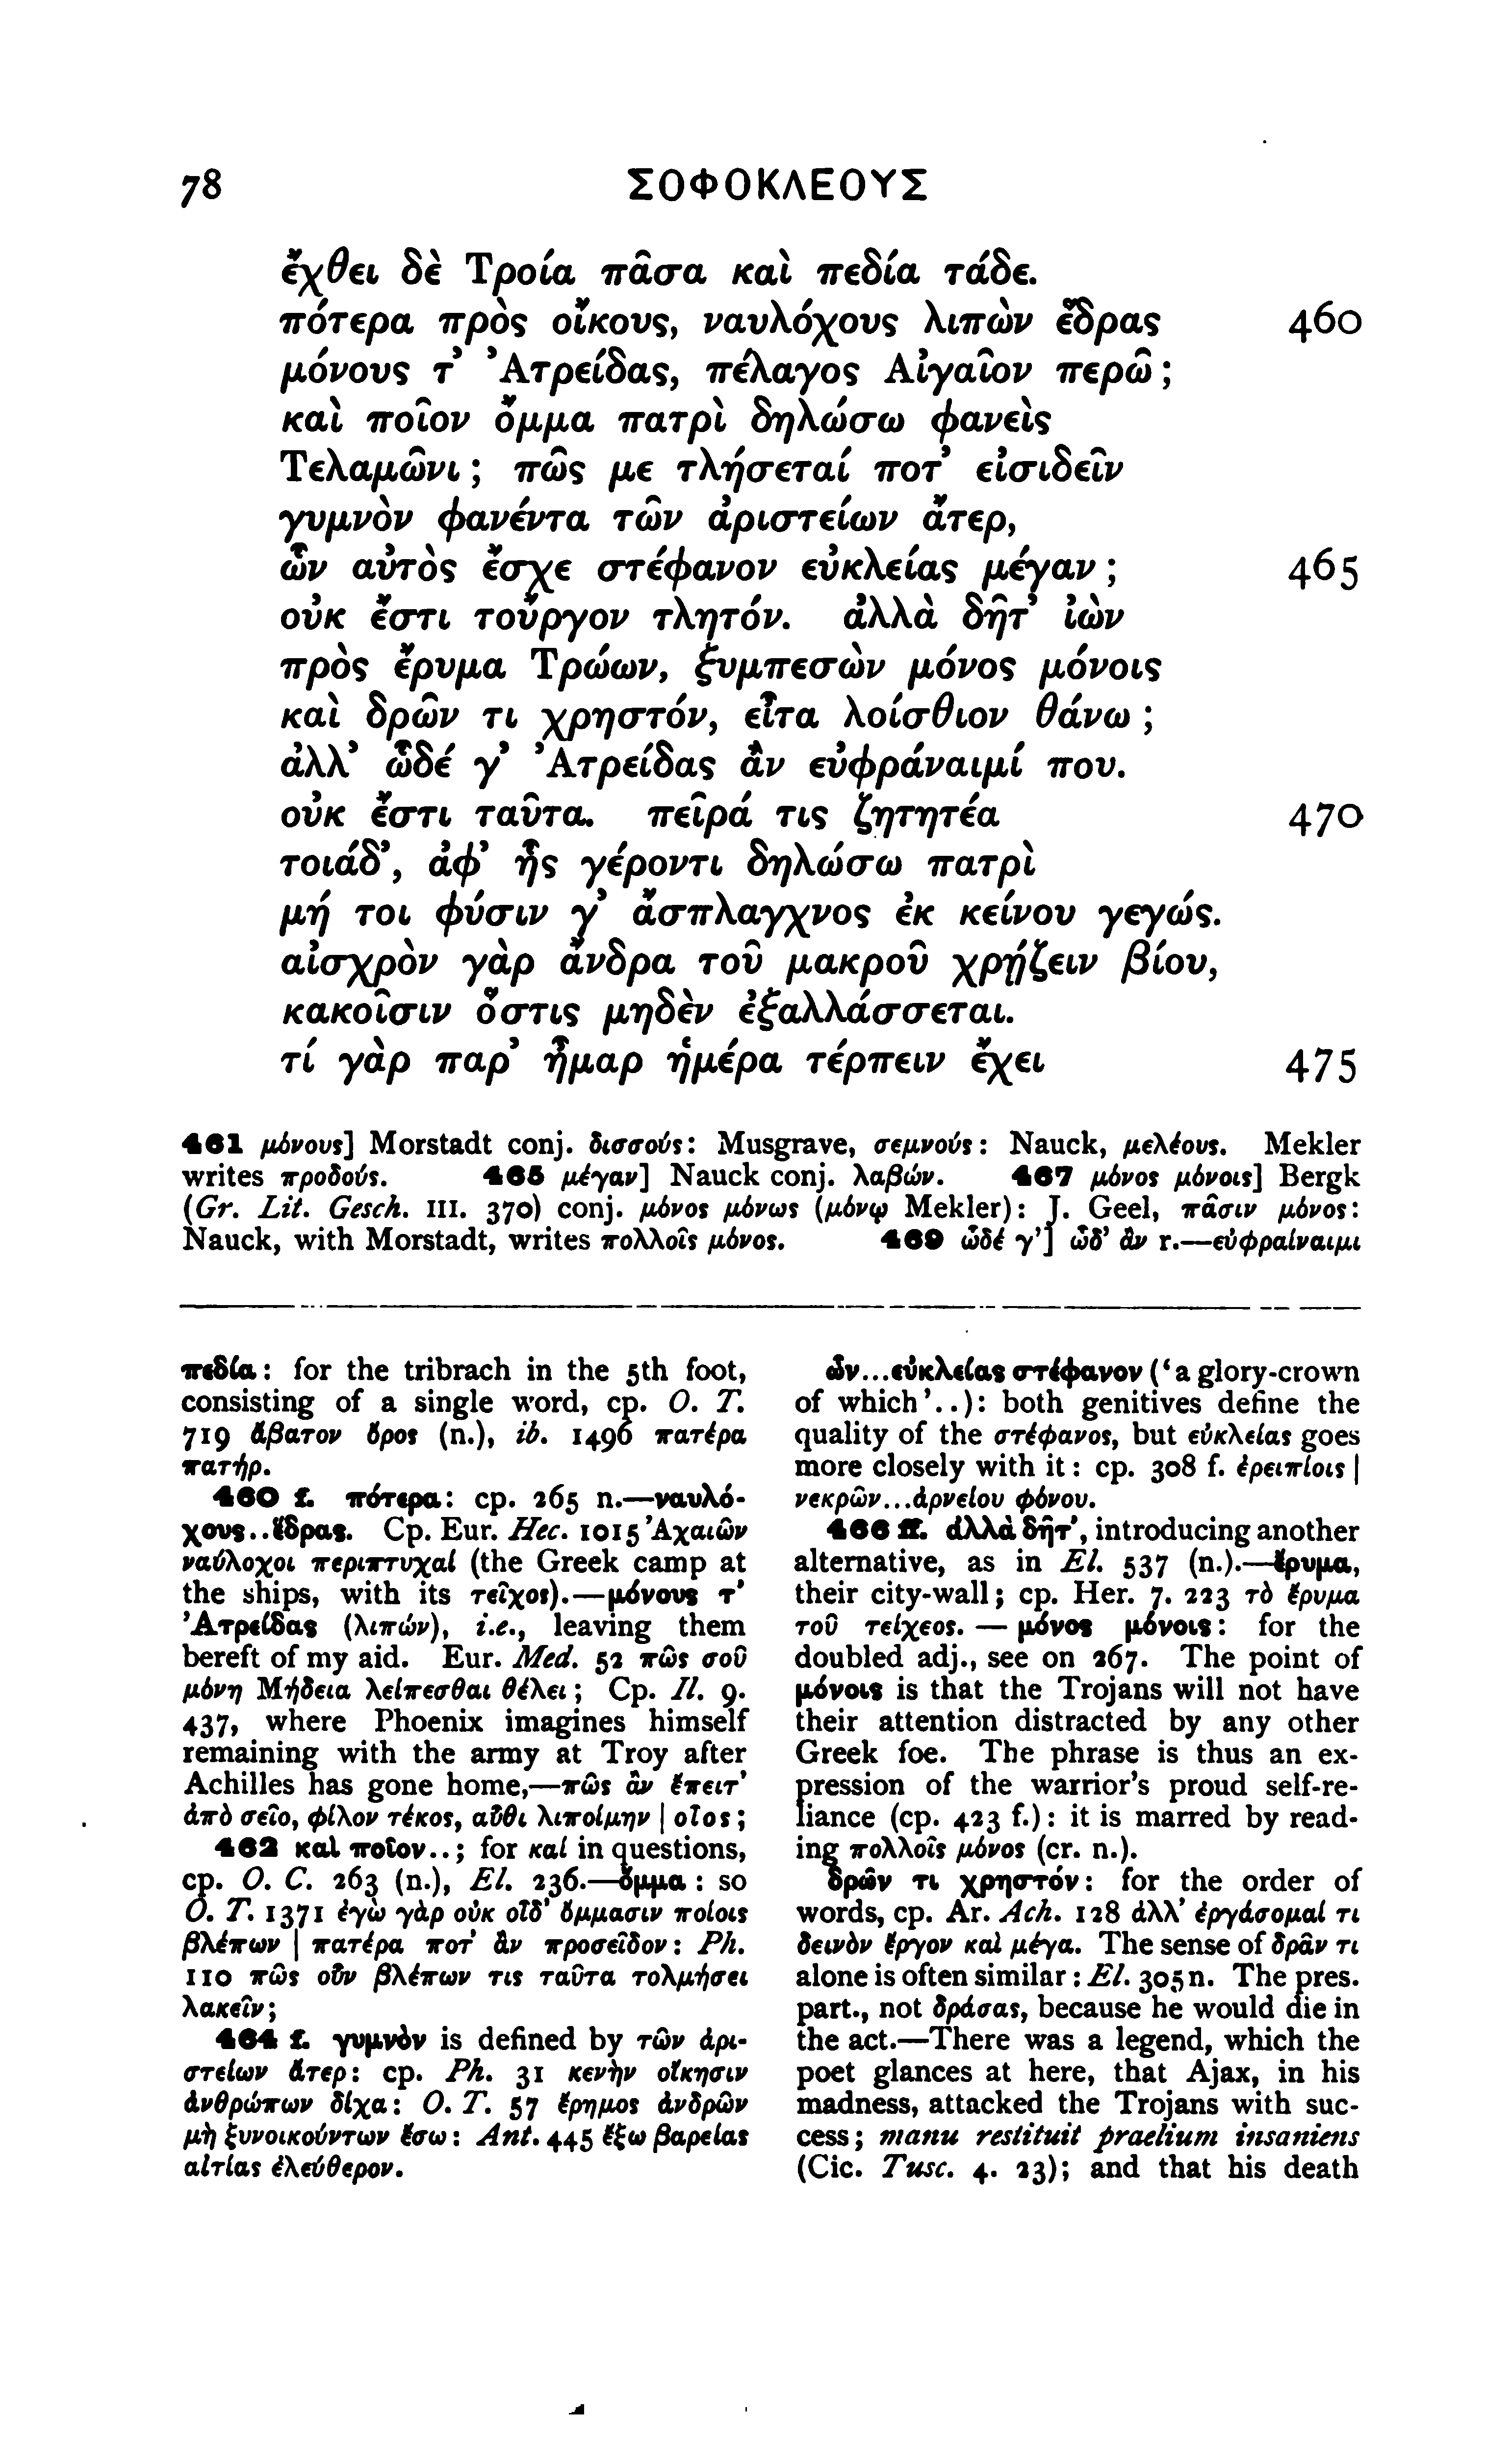 78 ΣΟΦΟΚΛΕΟΥΣ
ἔχθει δὲ Τροία πᾶσα καὶ πεδία τάδε.
πότερα πρὸς οἴκους, ναυλόχους λιπὼν ἕδρας 460
μόνους τ’ Ἀτρείδας, πέλαγος Αἰγαῖον περῶ;
καὶ ποῖον ὄμμα πατρὶ δηλώσω φανεὶς
Τελαμῶνι; πῶς με τλήσεταί ποτ’ εἰσιδεῖν
γυμνὸν φανέντα τῶν ἀριστείων ἄτερ,
ὧν αὐτὸς ἔσχε στέφανον εὐκλείας μέγαν; 465
οὐκ ἔστι τοὔργον τλητόν. ἀλλὰ δῆτ’ ἰὼν
πρὸς ἔρυμα Τρώων, ξυμπεσὼν μόνος μόνοις
καὶ δρῶν τι χρηστόν, εἶτα λοίσθιον θάνω;
ἀλλ’ ὧδέ γ’ Ἀτρείδας ἂν εὐφράναιμί που.
οὐκ ἔστι ταῦτα. πεῖρά τις ζητητέα 470
τοιάδ’, ἀφ’ ἧς γέροντι δηλώσω πατρὶ
μή τοι φύσιν γ’ ἄσπλαγχνος ἐκ κείνου γεγώς.
αἰσχρὸν γὰρ ἄνδρα τοῦ μακροῦ χρῄζειν βίου,
κακοῖσιν ὅστις μηδὲν ἐξαλλάσσεται.
τί γὰρ παρ’ ἦμαρ ἡμέρα τέρπειν ἔχει 475
461 μόνους] Morstadt conj. δισσούς: Musgrave, σεμνούς: Nauck, μελέους. Mekler
writes προδούς. 465 μέγαν] Nauck conj. λαβών. 467 μόνος μόνοις] Bergk
(Gr. Lit. Gesch. III. 370) conj. μόνος μόνως (μόνῳ Mekler): J. Geel, πᾶσιν μόνος:
Nauck, with Morstadt, writes πολλοῖς μόνος. 469 ὧδέ γ’] ὧδ’ ἂν r.—εὐφραίναιμι
πεδία: for the tribrach in the 5th foot,
consisting of a single word, cp. O. T.
719 ἄβατον ὄρος (n.), ib. 1496 πατέρα
πατήρ.
460 f. πότερα: cp. 265 n.—ναυλό-
χους..ἕδρας. Cp. Eur. Hec. 1015 Ἀχαιῶν
ναύλοχοι περιπτυχαί (the Greek camp at
the ships, with its τεῖχος).—μόνους τ’
Ἀτρείδας (λιπών), i.e., leaving them
bereft of my aid. Eur. Med. 52 πῶς σοῦ
μόνη Μήδεια λείπεσθαι θέλει; Cp. Il. 9.
437, where Phoenix imagines himself
remaining with the army at Troy after
Achilles has gone home,—πῶς ἂν ἔπειτ’
ἀπὸ σεῖο, φίλον τέκος, αὖθι λιποίμην | οἶος;
462 καὶ ποῖον..; for καί in questions,
cp. O. C. 263 (n.), El. 236.—ὄμμα: so
O. T. 1371 ἐγὼ γὰρ οὐκ οἶδ’ ὄμμασιν ποίοις
βλέπων | πατέρα ποτ’ ἂν προσεῖδον: Ph.
110 πῶς οὖν βλέπων τις ταῦτα τολμήσει
λακεῖν;
464 f. γυμνὸν is defined by τῶν ἀρι-
στείων ἄτερ: cp. Ph. 31 κενὴν οἴκησιν
ἀνθρώπων δίχα: O. T. 57 ἔρημος ἀνδρῶν
μὴ ξυνοικούντων ἔσω: Ant. 445 ἔξω βαρείας
αἰτίας ἐλεύθερον.
ὧν...εὐκλείας στέφανον (‘a glory-crown
of which’..): both genitives define the
quality of the στέφανος, but εὐκλείας goes
more closely with it: cp. 308 f. ἐρειπίοις |
νεκρῶν...ἀρνείου φόνου.
466 ff. ἀλλὰ δῆτ’, introducing another
alternative, as in El. 537 (n.).—ἔρυμα,
their city-wall; cp. Her. 7. 223 τὸ ἔρυμα
τοῦ τείχεος.—μόνος μόνοις: for the
doubled adj., see on 267. The point of
μόνοις is that the Trojans will not have
their attention distracted by any other
Greek foe. The phrase is thus an ex-
pression of the warrior’s proud self-re-
liance (cp. 423 f.): it is marred by read-
ing πολλοῖς μόνος (cr. n.).
δρῶν τι χρηστόν: for the order of
words, cp. Ar. Ach. 128 ἀλλ’ ἐργάσομαί τι
δεινὸν ἔργον καὶ μέγα. The sense of δρᾶν τι
alone is often similar: El. 305 n. The pres.
part., not δράσας, because he would die in
the act.—There was a legend, which the
poet glances at here, that Ajax, in his
madness, attacked the Trojans with suc-
cess; manu restituit praelium insaniens
(Cic. Tusc. 4. 23); and that his death